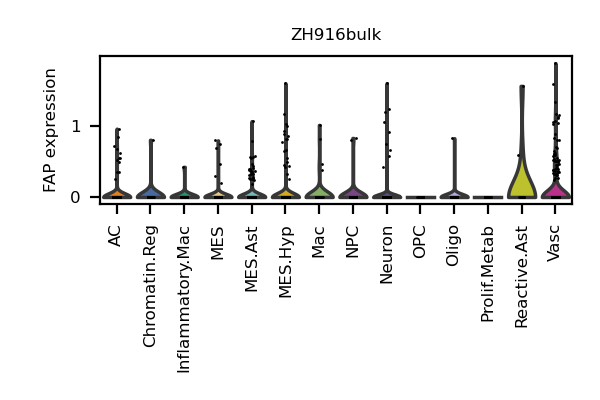 ZH916bulk
FAP expression
1
0
AC
Chromatin.Reg
Inflammatory.Mac
MES
MES.Ast
MES.Hyp
Mac
NPC
Neuron
OPC
Oligo
Prolif.Metab
Reactive.Ast
Vasc